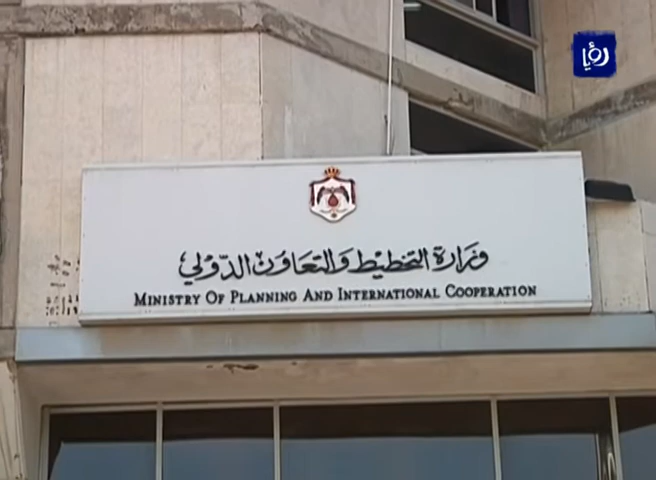 رؤيا
وزارة التخطيط والتعاون الدولي
MINISTRY OF PLANNING AND INTERNATIONAL COOPERATION